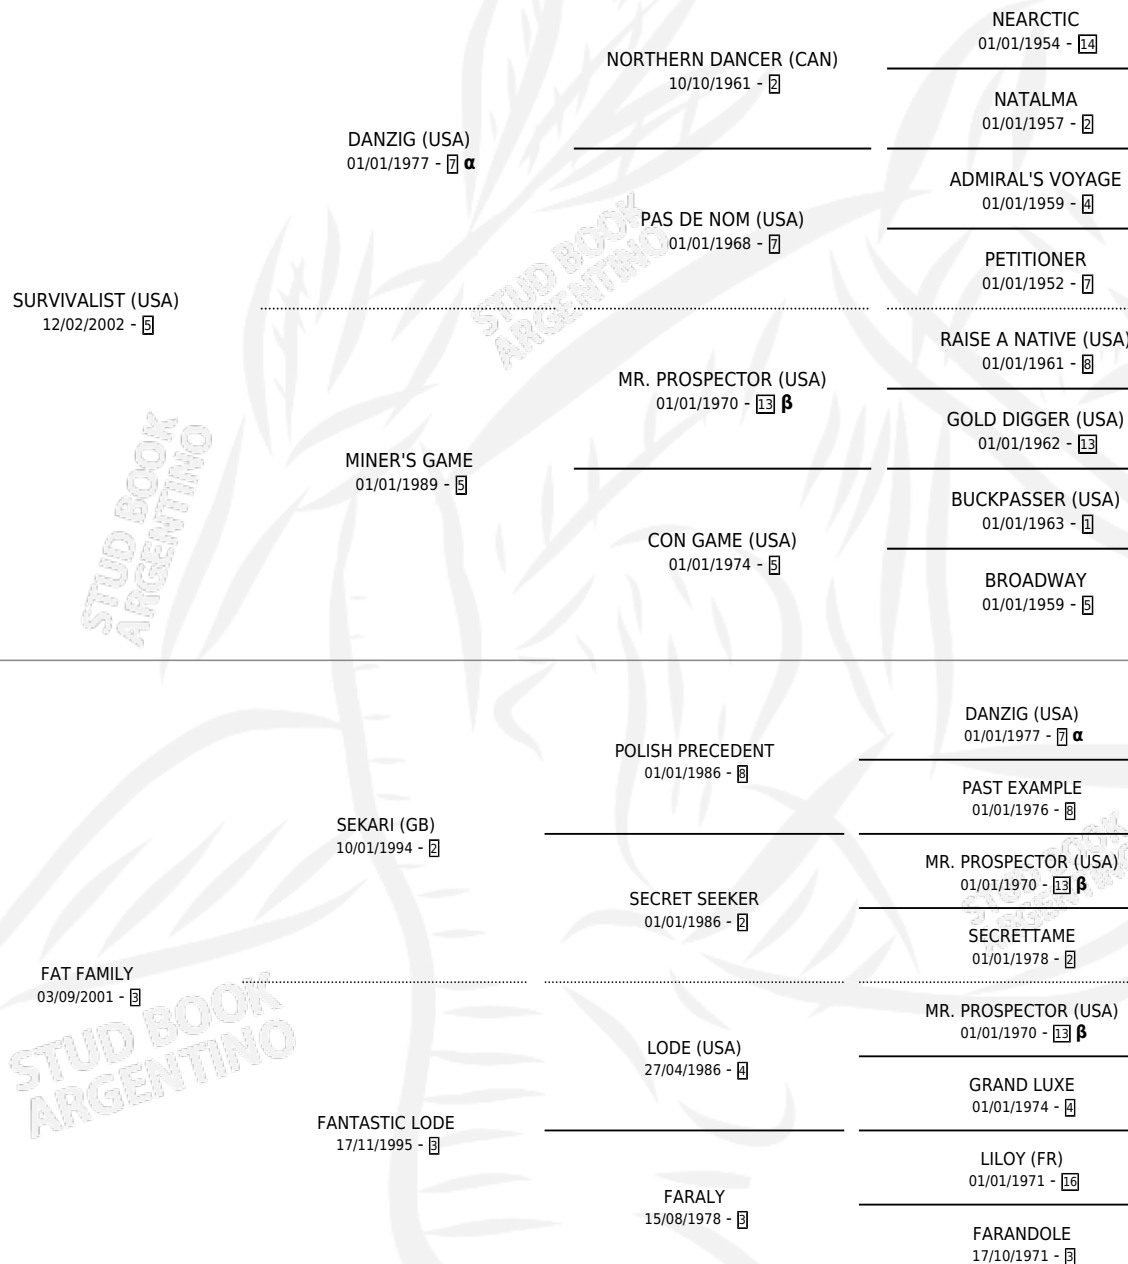 NEARCTIC
01/01/1954 - 14
NORTHERN DANCER (CAN)
10/10/1961 - 2
NATALMA
01/01/1957 - 2
DANZIG (USA)
01/01/1977 - 7 α
ADMIRAL'S VOYAGE
01/01/1959 - 4
PAS DE NOM (USA)
01/01/1968 - 7
PETITIONER
01/01/1952 - 7
STUD BOOK
ARGENTINO
SURVIVALIST (USA)
12/02/2002 - 5
RAISE A NATIVE (USA)
01/01/1961 - 8
MR. PROSPECTOR (USA)
01/01/1970 - 13 β
GOLD DIGGER (USA)
01/01/1962 - 13
MINER'S GAME
01/01/1989 - 5
BUCKPASSER (USA)
01/01/1963 - 1
CON GAME (USA)
01/01/1974 - 5
BROADWAY
01/01/1959 - 5
STUD BOOK
ARGENTINO
DANZIG (USA)
01/01/1977 - 7 α
POLISH PRECEDENT
01/01/1986 - 8
PAST EXAMPLE
01/01/1976 - 8
SEKARI (GB)
10/01/1994 - 2
MR. PROSPECTOR (USA)
01/01/1970 - 13 β
SECRET SEEKER
01/01/1986 - 2
SECRETTAME
01/01/1978 - 2
STUD BOOK
FAT FAMILY
03/09/2001 - 3
MR. PROSPECTOR (USA)
01/01/1970 - 13 β
LODE (USA)
27/04/1986 - 4
GRAND LUXE
01/01/1974 - 4
STUD BOOK
ARGENTINO
FANTASTIC LODE
17/11/1995 - 3
LILOY (FR)
01/01/1971 - 16
FARALY
15/08/1978 - 3
FARANDOLE
17/10/1971 - 3